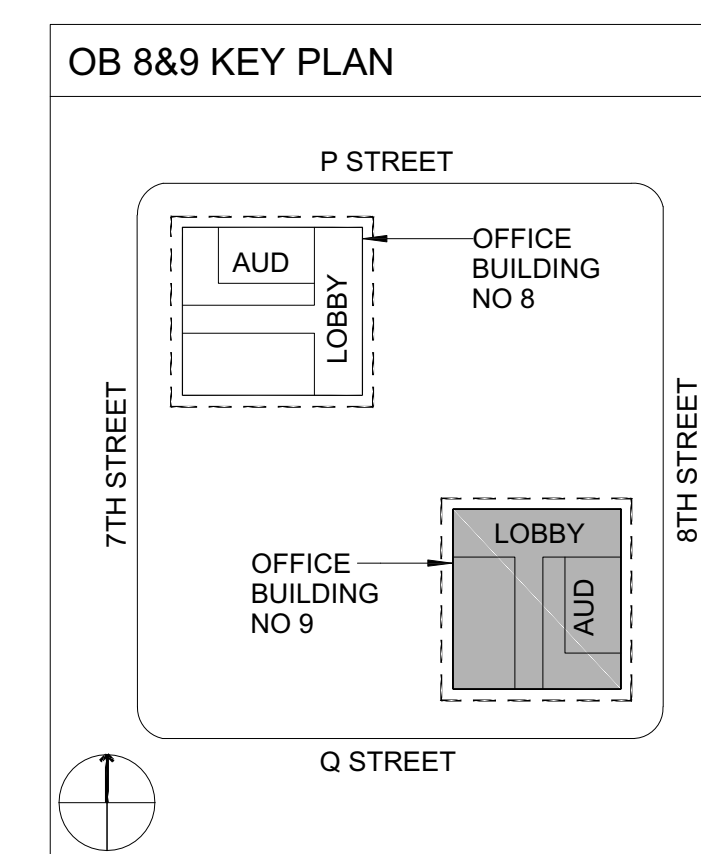 OB 8&9 KEY PLAN
P STREET
OFFICE
BUILDING
NO 8
AUD
LOBBY
7TH STREET
8TH STREET
LOBBY
OFFICE
BUILDING
NO 9
AUD
Q STREET